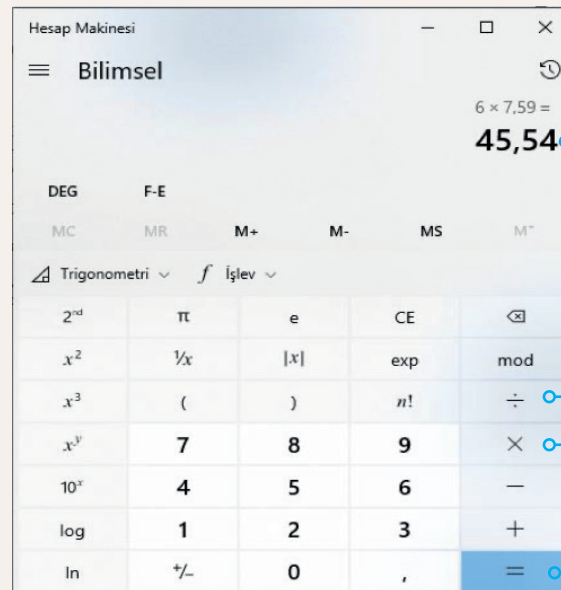 Hesap Makinesi
Bilimsel
6 × 7,59 =
45,54
DEG F-E
MC MR M+ M- MS M˅
Trigonometri f İşlev
2ⁿᵈ π e CE
x² ¹/x |x| exp mod
x³ ( ) n! ÷
xʸ 7 8 9 ×
10ˣ 4 5 6 −
log 1 2 3 +
ln +/− 0 , =